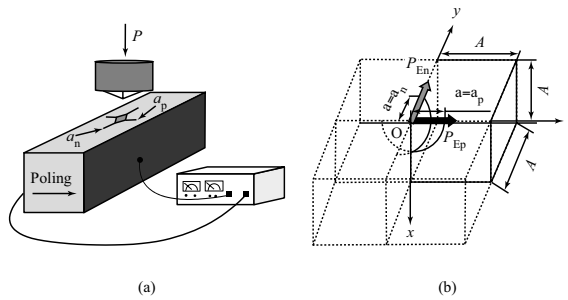 P
a_p
a_n
Poling
(a)
y
A
P_En
a=a_n
a=a_p
A
O
P_Ep
A
x
(b)